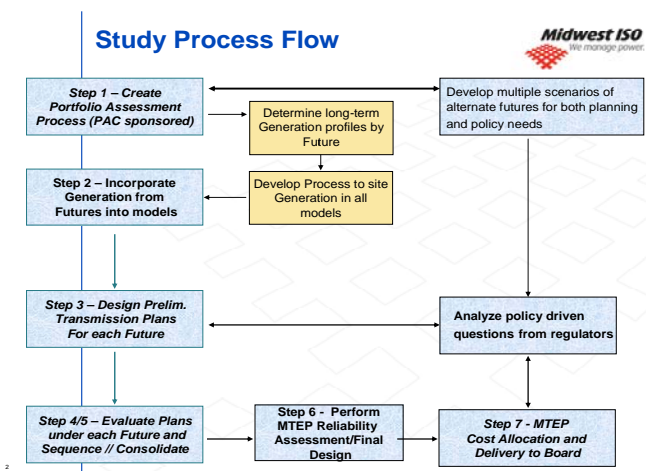 Study Process Flow
Midwest ISO
We manage power.
Step 1 – Create
Portfolio Assessment
Process (PAC sponsored)
Determine long-term
Generation profiles by
Future
Develop multiple scenarios of
alternate futures for both planning
and policy needs
Step 2 – Incorporate
Generation from
Futures into models
Develop Process to site
Generation in all
models
Step 3 – Design Prelim.
Transmission Plans
For each Future
Analyze policy driven
questions from regulators
Step 4/5 – Evaluate Plans
under each Future and
Sequence // Consolidate
Step 6 - Perform
MTEP Reliability
Assessment/Final
Design
Step 7 - MTEP
Cost Allocation and
Delivery to Board
2